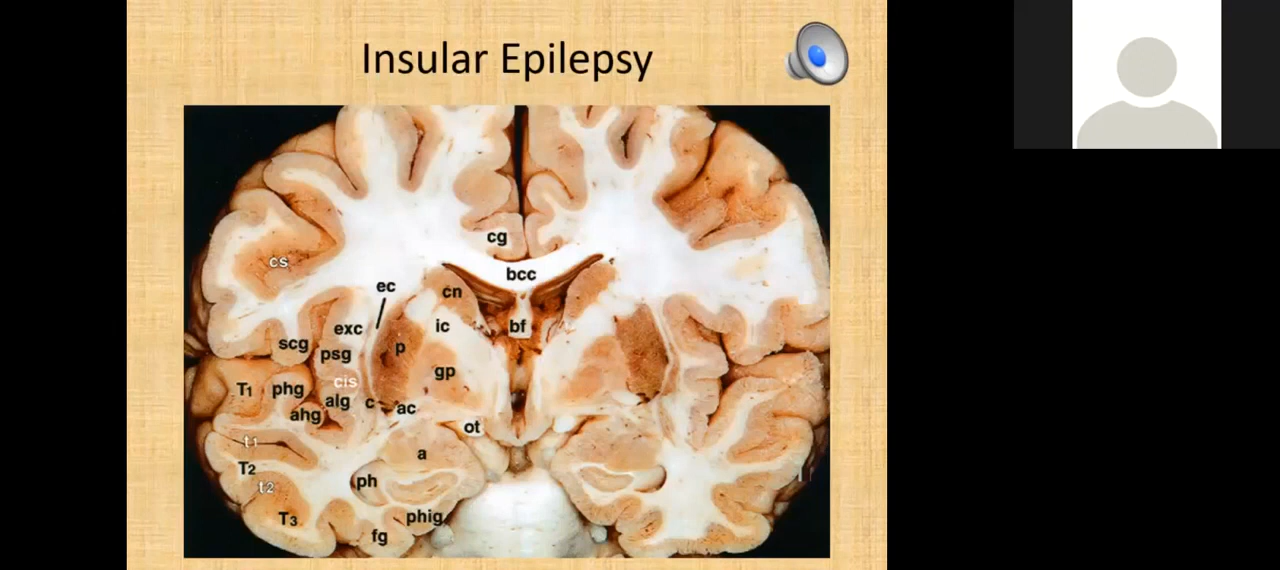 Insular Epilepsy
cg
cs
bcc
ec
cn
exc
ic
bf
scg
psg
p
gp
cis
T1
phg
alg
c
ac
ahg
ot
t1
a
T2
ph
t2
T3
phig
fg